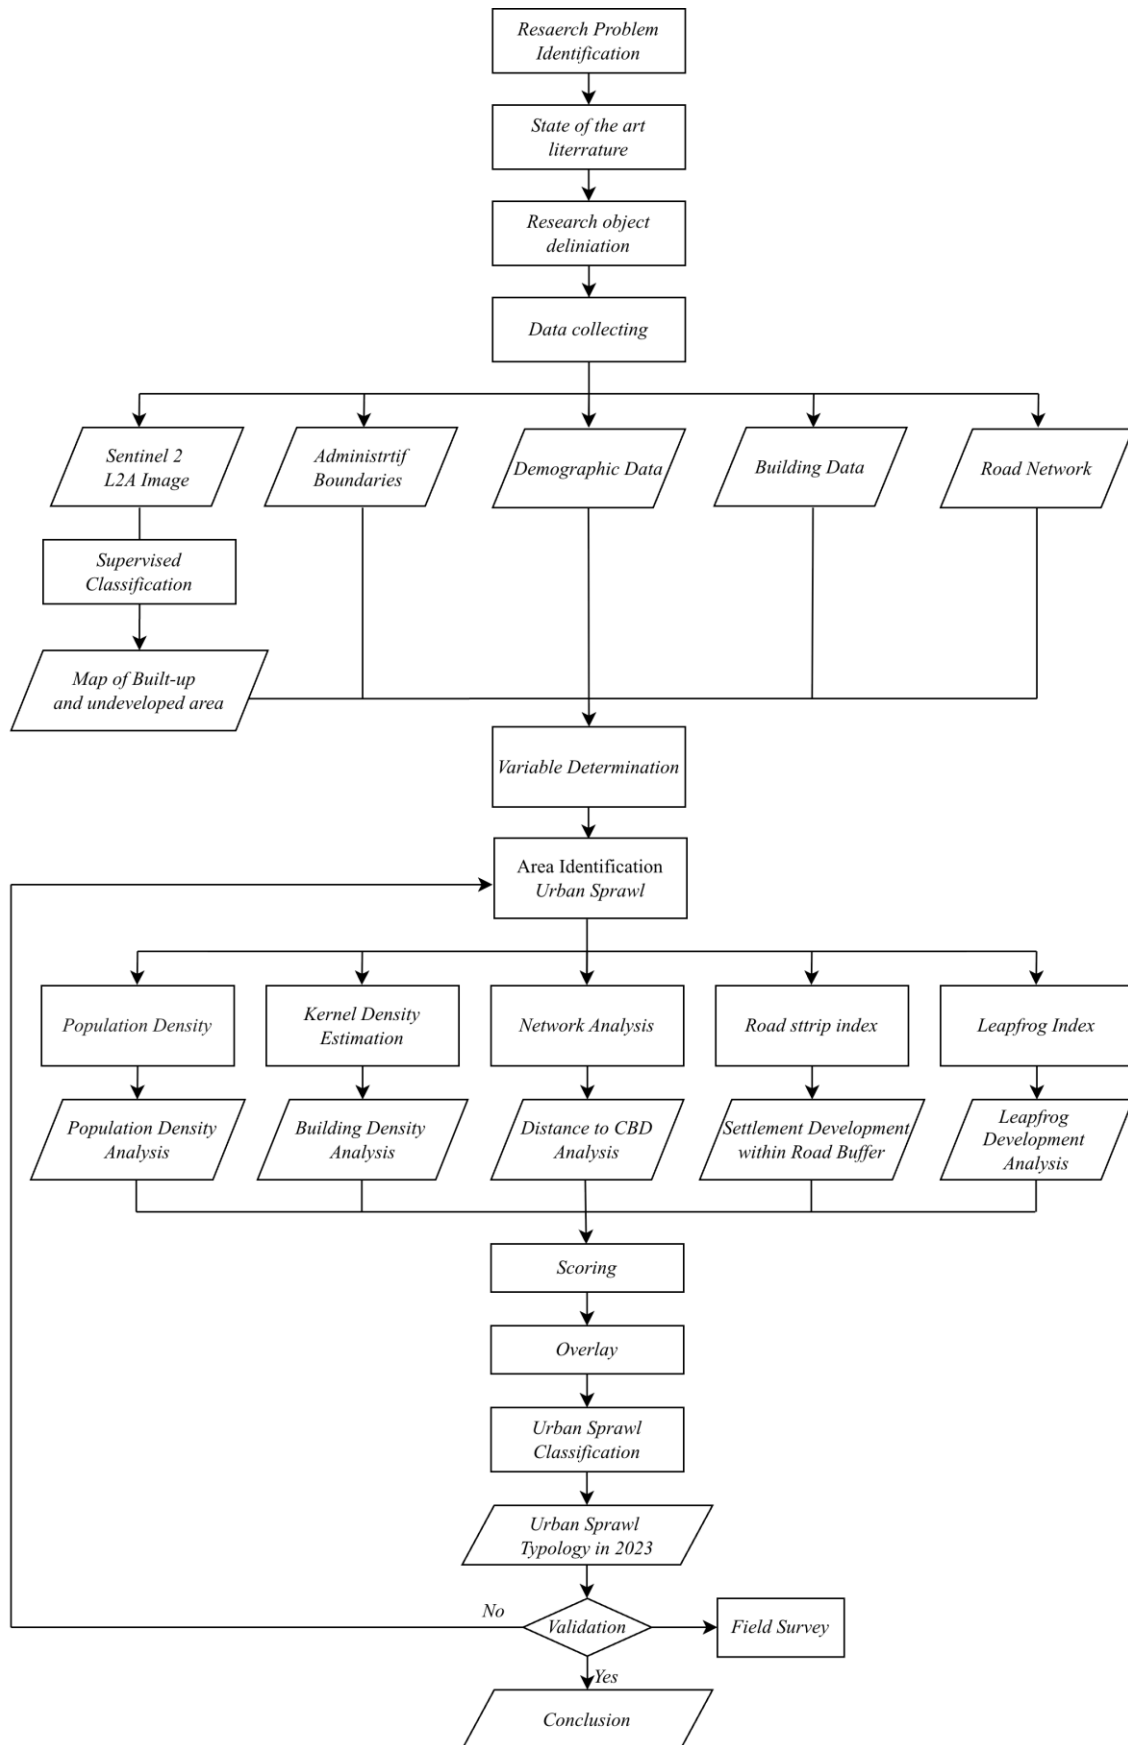 Resaerch Problem
Identification
State of the art
literrature
Research object
deliniation
Data collecting
Sentinel 2
L2A Image
Administrtif
Boundaries
Demographic Data
Building Data
Road Network
Supervised
Classification
Map of Built-up
and undeveloped area
Variable Determination
Area Identification
Urban Sprawl
Population Density
Kernel Density
Estimation
Network Analysis
Road sttrip index
Leapfrog Index
Population Density
Analysis
Building Density
Analysis
Distance to CBD
Analysis
Settlement Development
within Road Buffer
Leapfrog
Development
Analysis
Scoring
Overlay
Urban Sprawl
Classification
Urban Sprawl
Typology in 2023
No
Validation
Field Survey
Yes
Conclusion